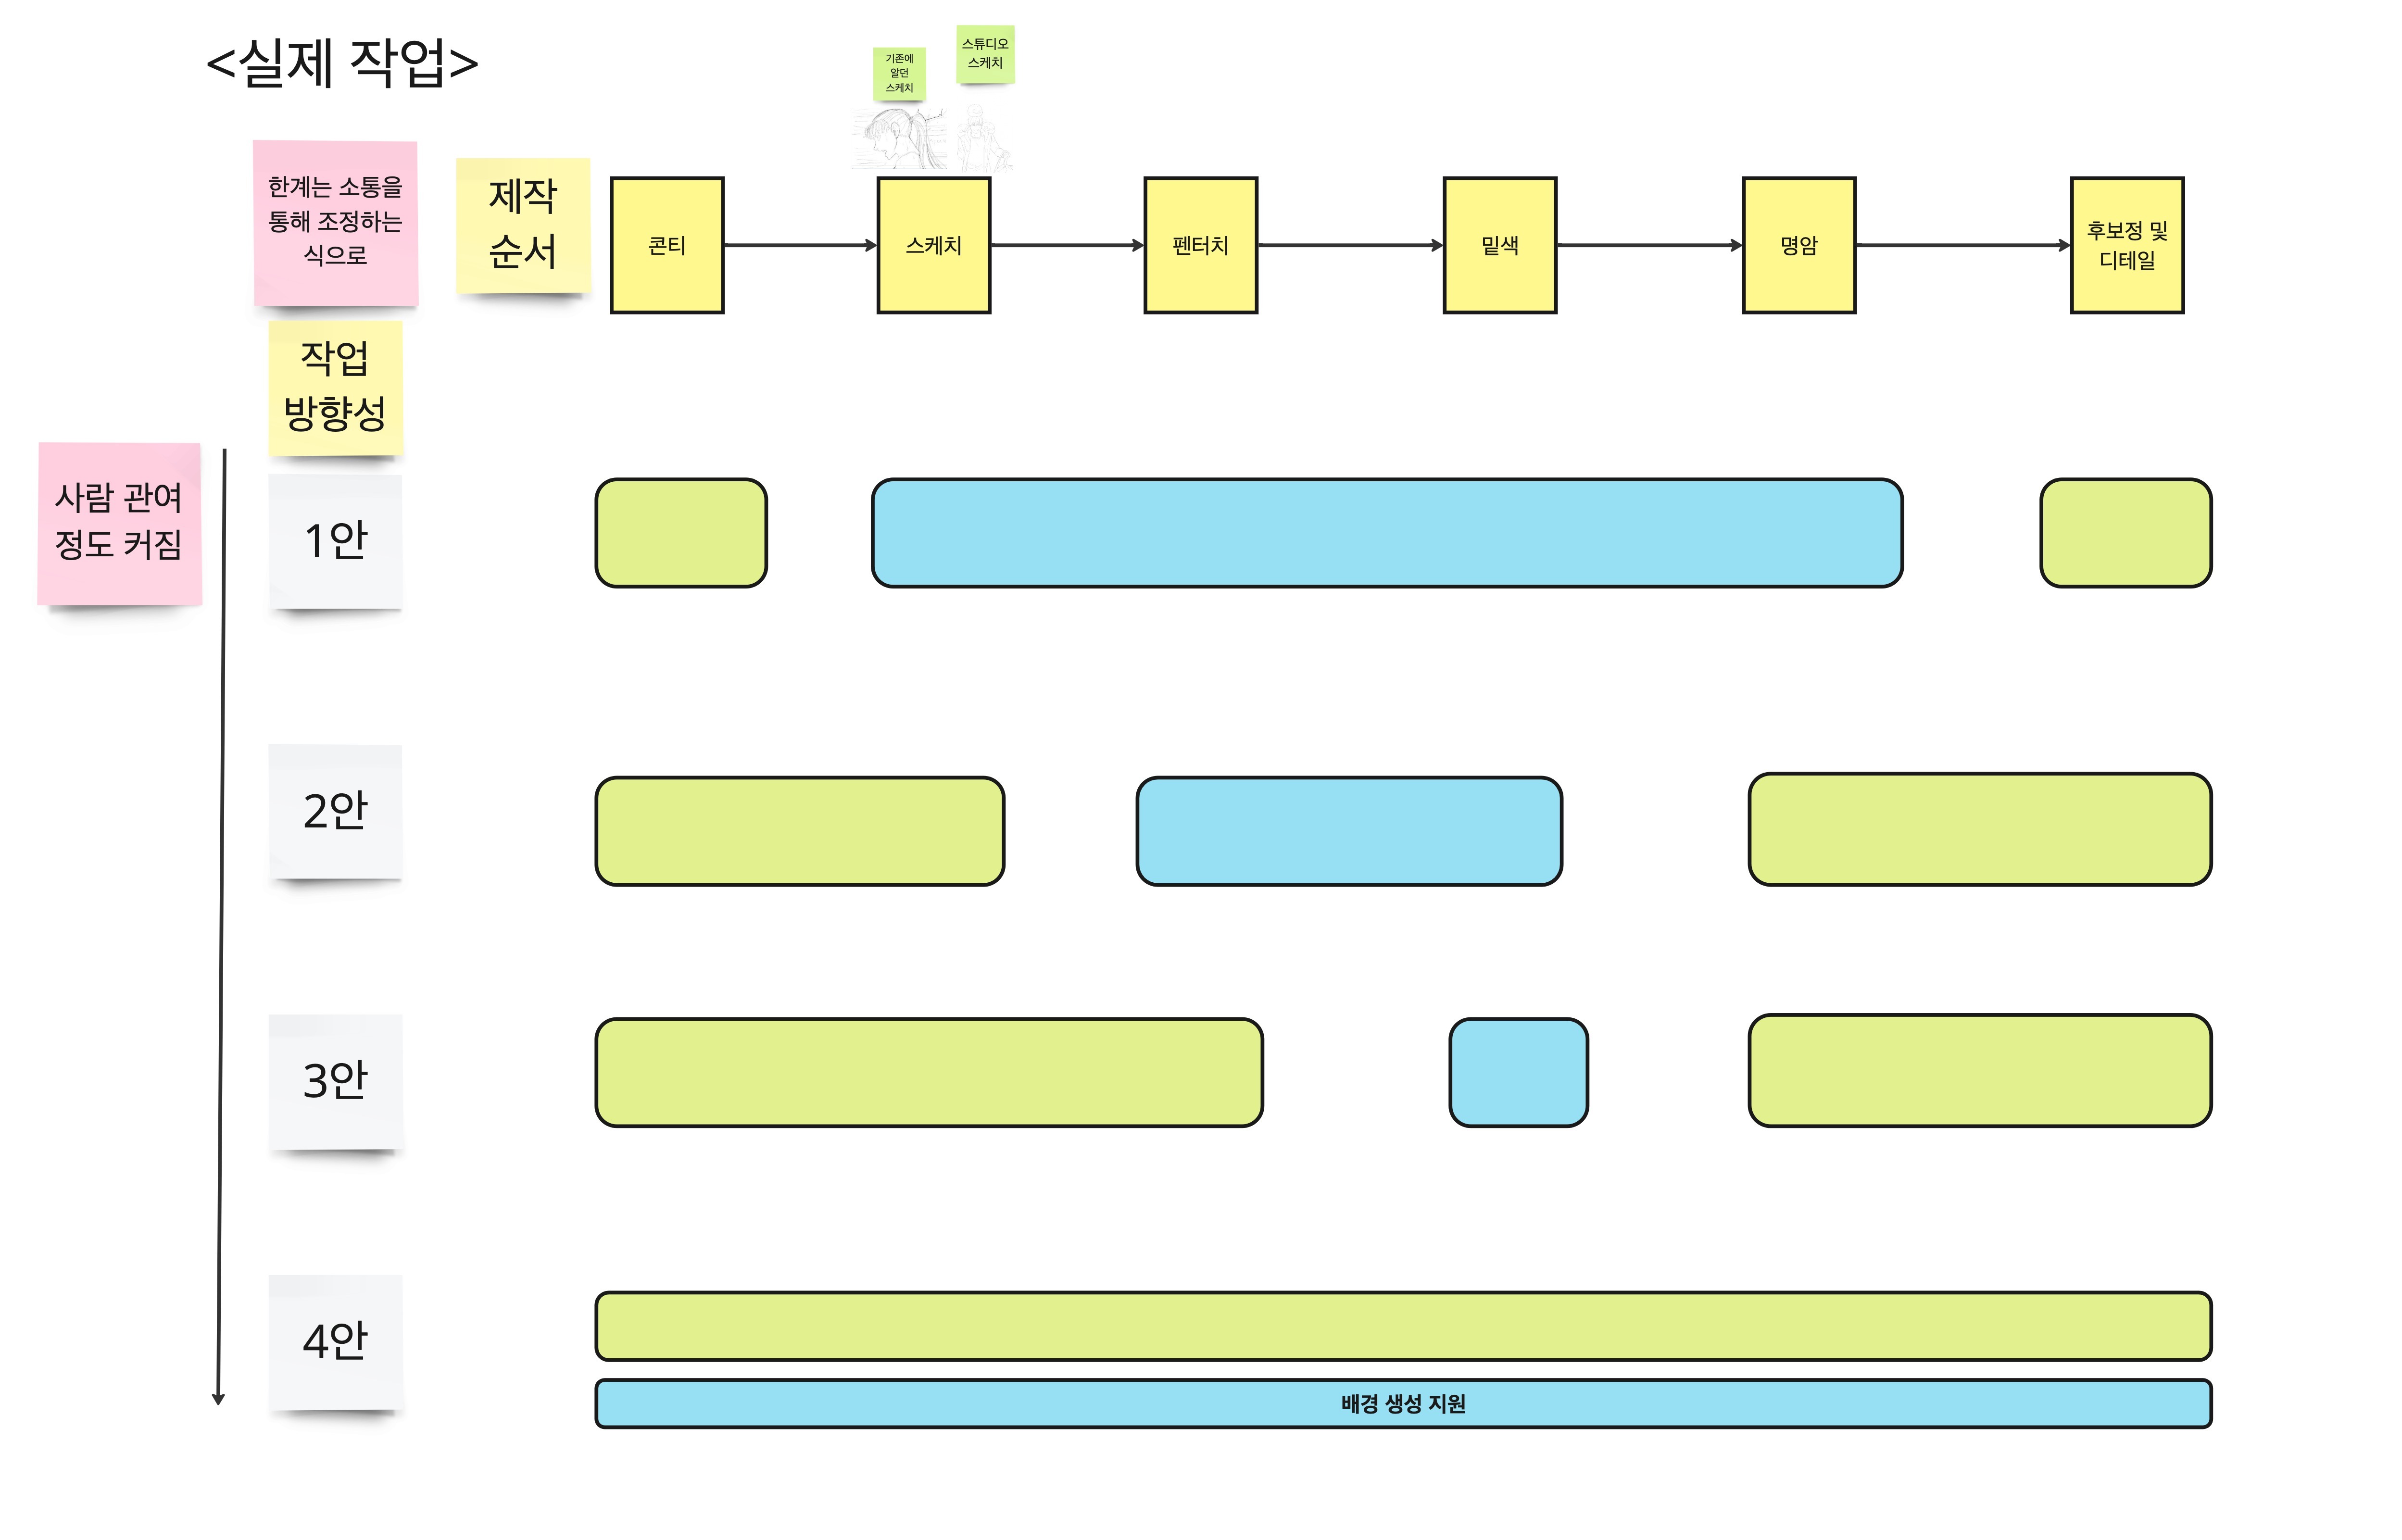 <실제 작업>
기존에
알던
스케치
스튜디오
스케치
한계는 소통을
통해 조정하는
식으로
제작
순서
콘티
스케치
펜터치
밑색
명암
후보정 및
디테일
작업
방향성
사람 관여
정도 커짐
1안
2안
3안
4안
배경 생성 지원